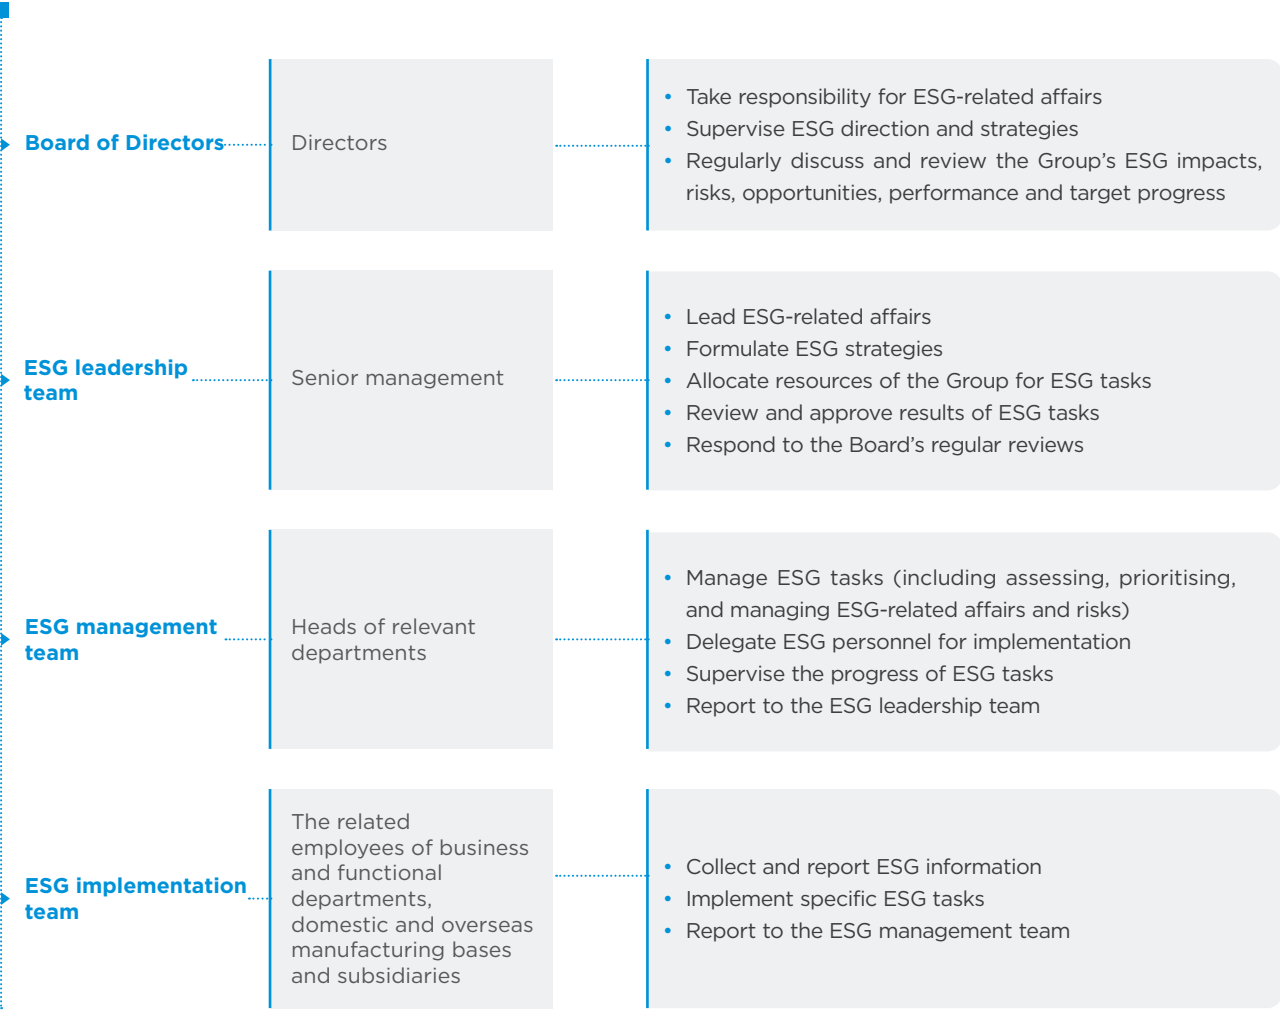 Board of Directors
Directors
• Take responsibility for ESG-related affairs
• Supervise ESG direction and strategies
• Regularly discuss and review the Group’s ESG impacts,
risks, opportunities, performance and target progress
ESG leadership
team
Senior management
• Lead ESG-related affairs
• Formulate ESG strategies
• Allocate resources of the Group for ESG tasks
• Review and approve results of ESG tasks
• Respond to the Board’s regular reviews
ESG management
team
Heads of relevant
departments
• Manage ESG tasks (including assessing, prioritising,
and managing ESG-related affairs and risks)
• Delegate ESG personnel for implementation
• Supervise the progress of ESG tasks
• Report to the ESG leadership team
ESG implementation
team
The related
employees of business
and functional
departments,
domestic and overseas
manufacturing bases
and subsidiaries
• Collect and report ESG information
• Implement specific ESG tasks
• Report to the ESG management team